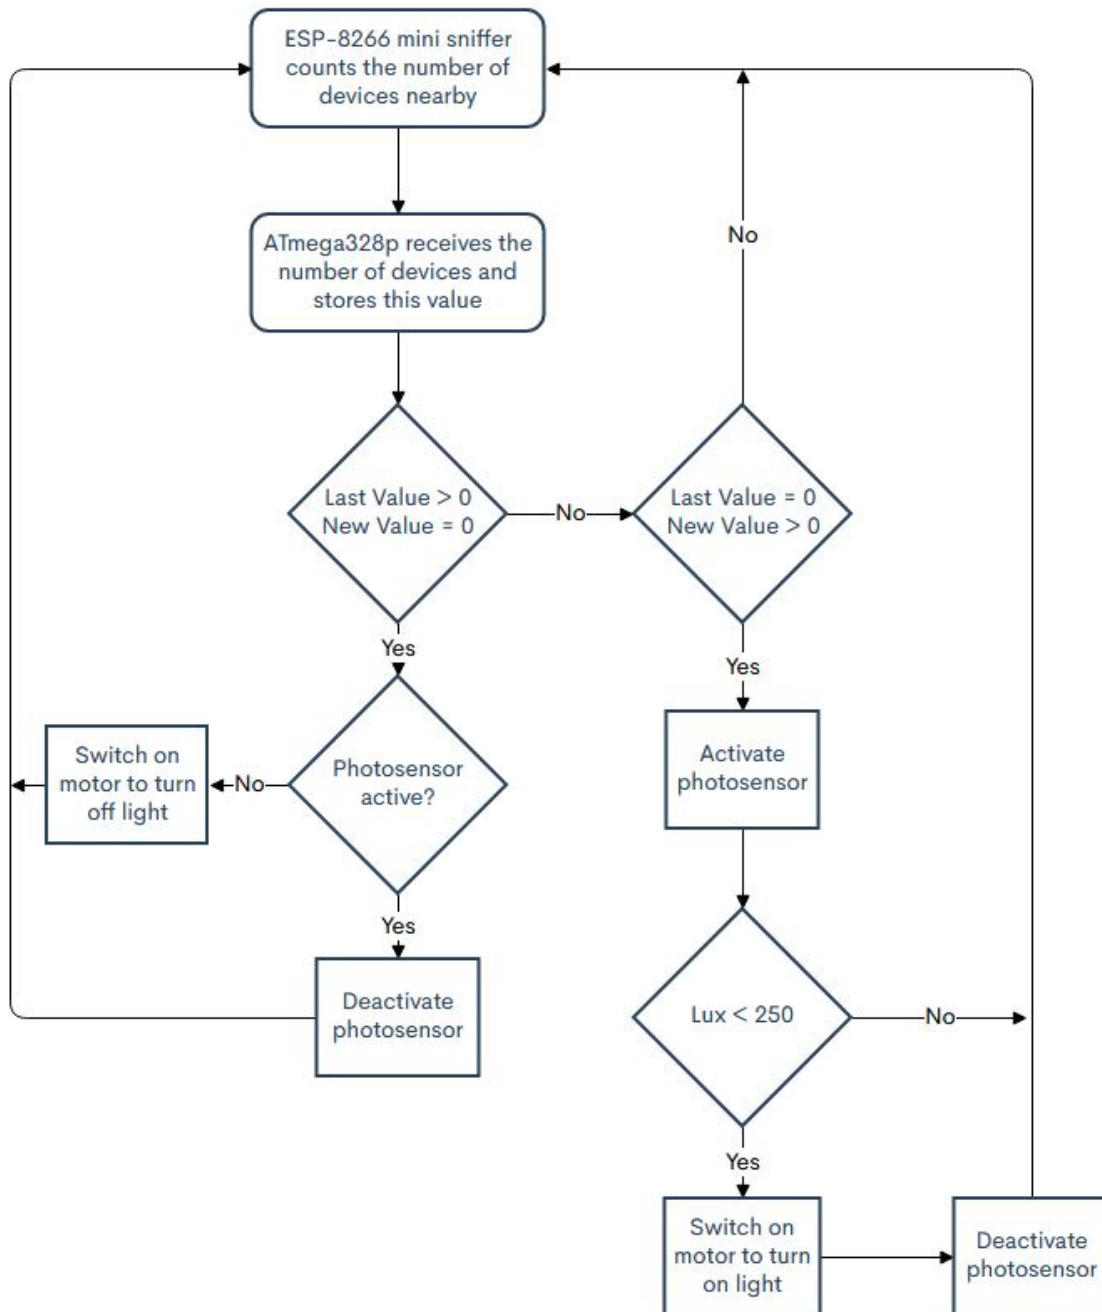 ESP-8266 mini sniffer
counts the number of
devices nearby
ATmega328p receives the
number of devices and
stores this value
No
Last Value > 0
New Value = 0
No
Last Value = 0
New Value > 0
Yes
Yes
Switch on
motor to turn
off light
No
Photosensor
active?
Activate
photosensor
Yes
Deactivate
photosensor
Lux < 250
No
Yes
Switch on
motor to turn
on light
Deactivate
photosensor